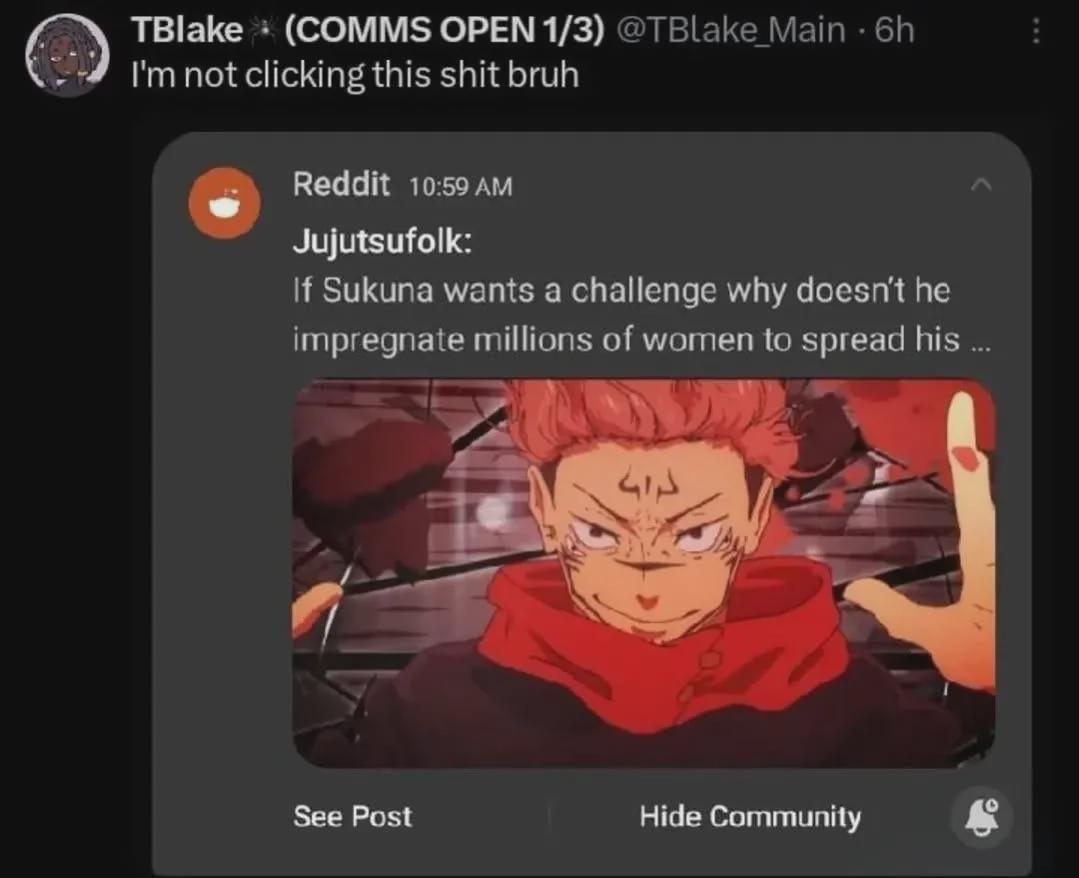 TBlake🕷 (COMMS OPEN 1/3) @TBlake_Main · 6h
I'm not clicking this shit bruh
Reddit 10:59 AM
Jujutsufolk:
If Sukuna wants a challenge why doesn't he
impregnate millions of women to spread his ...
See Post
Hide Community